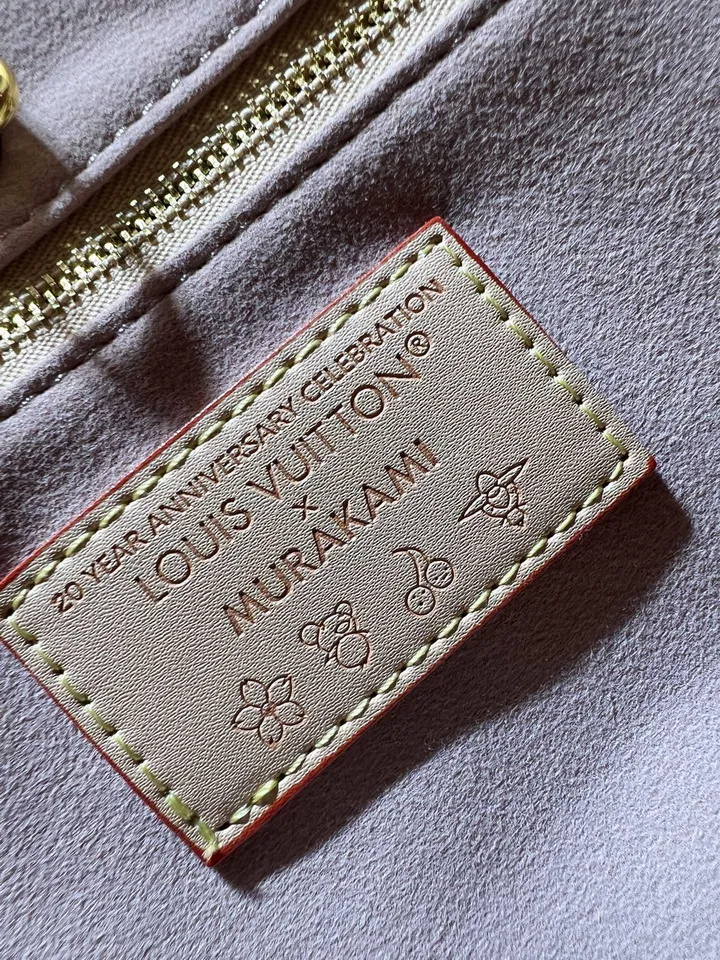 20 YEAR ANNIVERSARY CELEBRATION
LOUIS VUITTON®
×
MURAKAMI